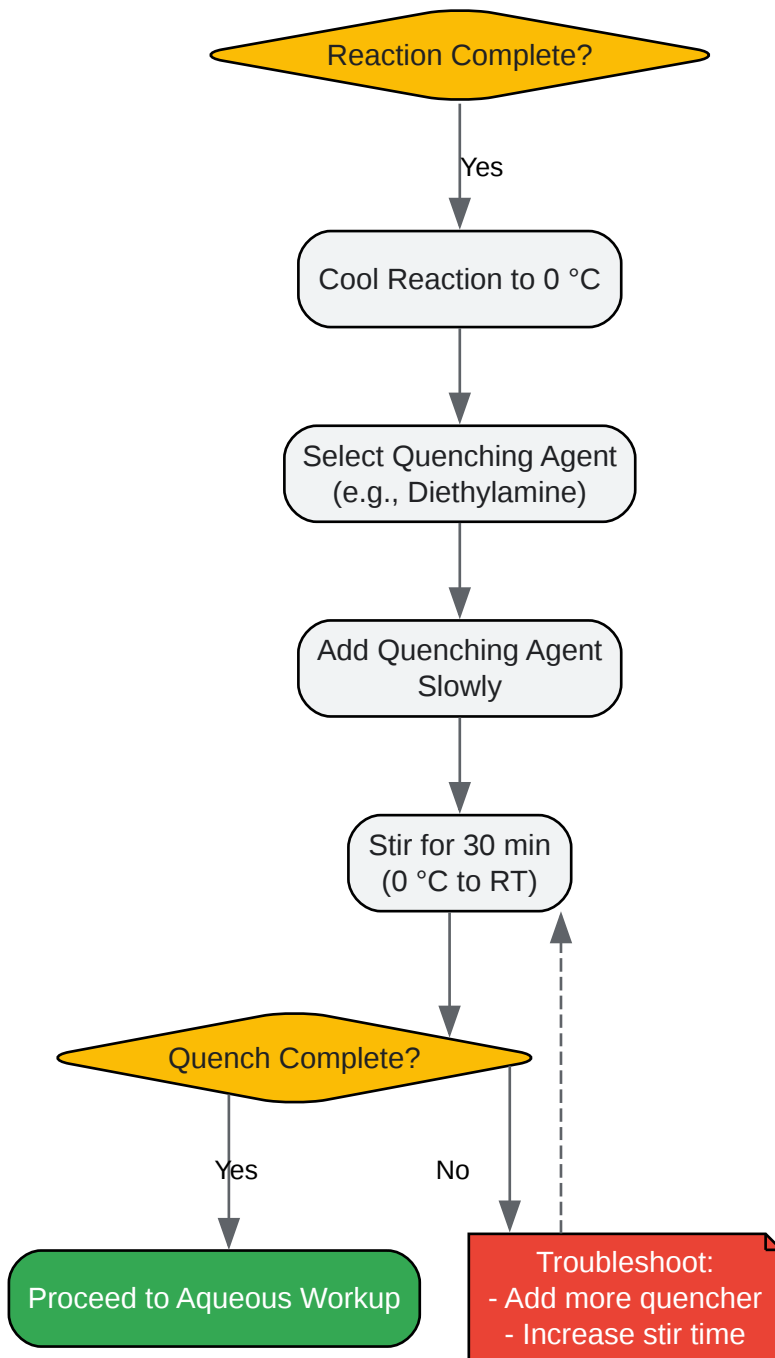 Reaction Complete?
Yes
Cool Reaction to 0 °C
Select Quenching Agent
(e.g., Diethylamine)
Add Quenching Agent
Slowly
Stir for 30 min
(0 °C to RT)
Quench Complete?
Yes
No
Proceed to Aqueous Workup
Troubleshoot:
- Add more quencher
- Increase stir time